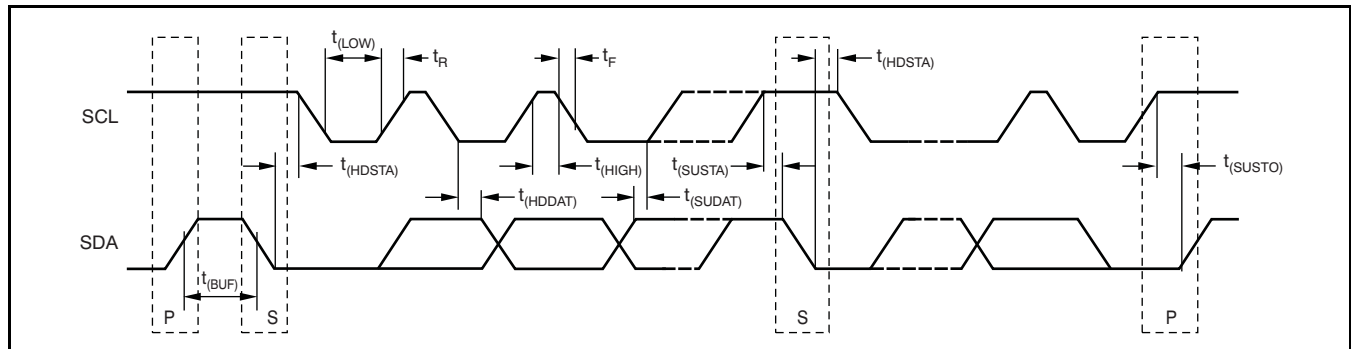 t(LOW)
tR
tF
t(HDSTA)
SCL
t(HDSTA)
t(HIGH)
t(SUSTA)
t(SUSTO)
t(HDDAT)
t(SUDAT)
SDA
t(BUF)
P
S
S
P